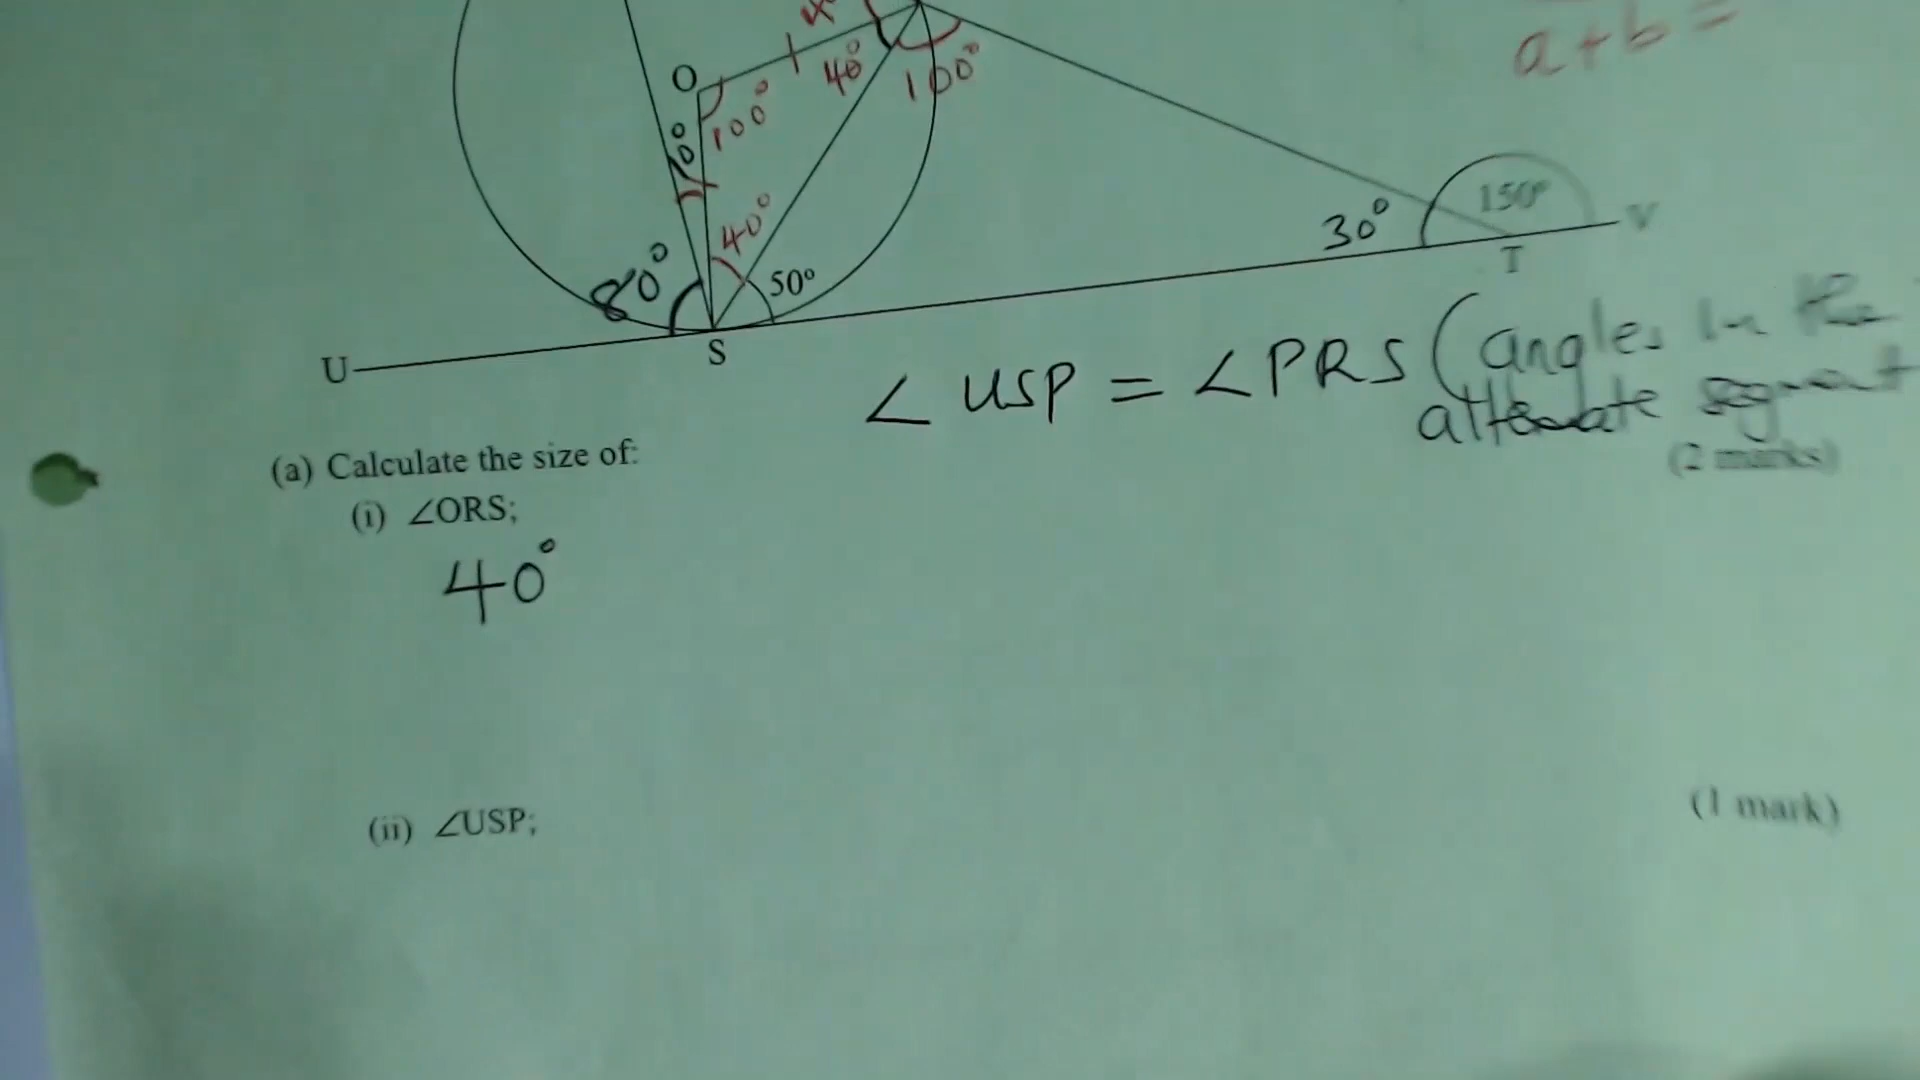 a+b=
O
40°
100°
100°
10°
40°
150°
V
30°
T
80°
50°
U
S
∠USP = ∠PRS (angles in the
alternate segment
(2 marks)
(a) Calculate the size of:
(i) ∠ORS;
40°
(ii) ∠USP;
(1 mark)